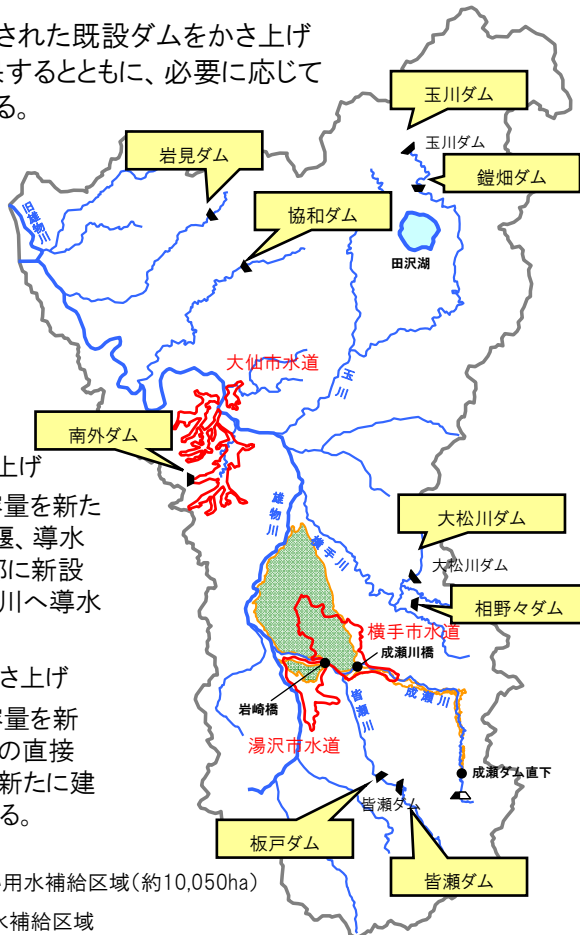 された既設ダムをかさ上げ
するとともに、必要に応じて
る。
玉川ダム
玉川ダム
岩見ダム
鎧畑ダム
協和ダム
旧雄物川
田沢湖
大仙市水道
玉川
南外ダム
上げ
容量を新た
堰、導水
部に新設
川へ導水
雄物川
横手川
大松川ダム
大松川ダム
相野々ダム
横手市水道
成瀬川橋
岩崎橋
成瀬川
皆瀬川
湯沢市水道
さ上げ
容量を新
の直接
新たに建
る。
成瀬ダム直下
皆瀬ダム
板戸ダム
皆瀬ダム
用水補給区域(約10,050ha)
水補給区域